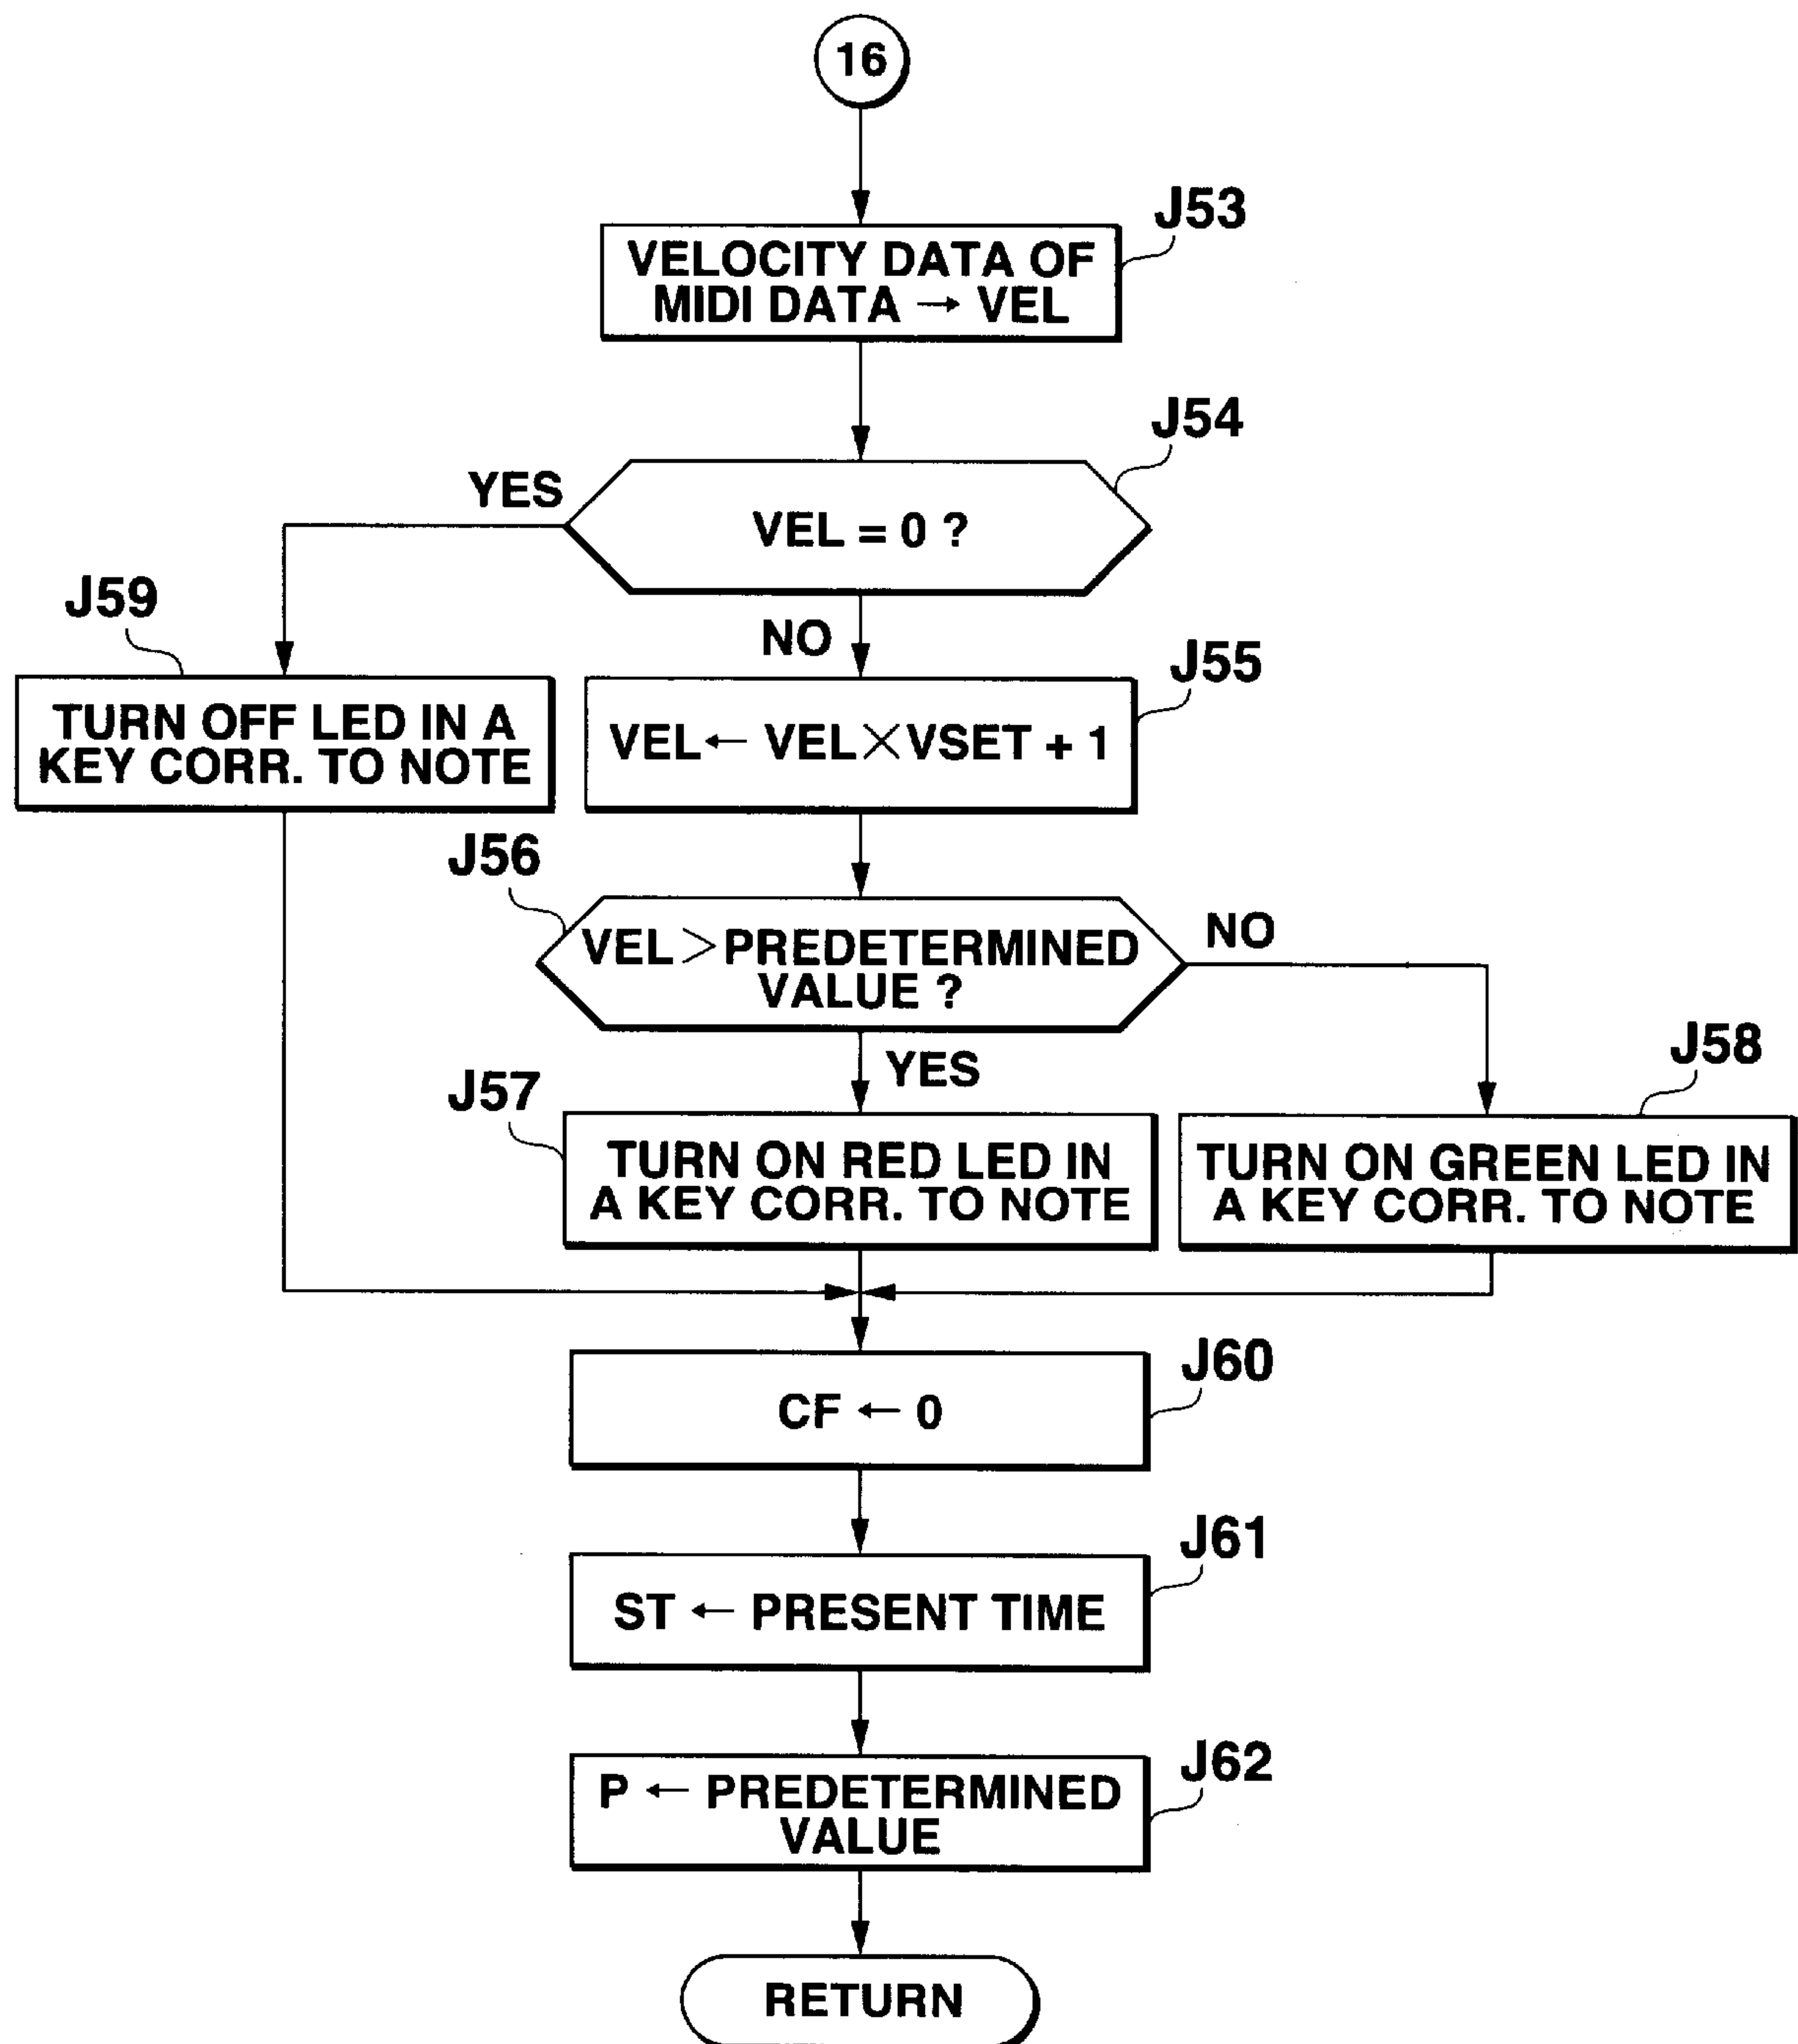 16
J53
VELOCITY DATA OF
MIDI DATA → VEL
J54
YES
VEL = 0 ?
J59
NO
J55
TURN OFF LED IN A
KEY CORR. TO NOTE
VEL ← VEL×VSET + 1
J56
VEL >PREDETERMINED
VALUE ?
NO
YES
J57
J58
TURN ON RED LED IN
A KEY CORR. TO NOTE
TURN ON GREEN LED IN
A KEY CORR. TO NOTE
J60
CF ← 0
J61
ST ← PRESENT TIME
J62
P ← PREDETERMINED
VALUE
RETURN